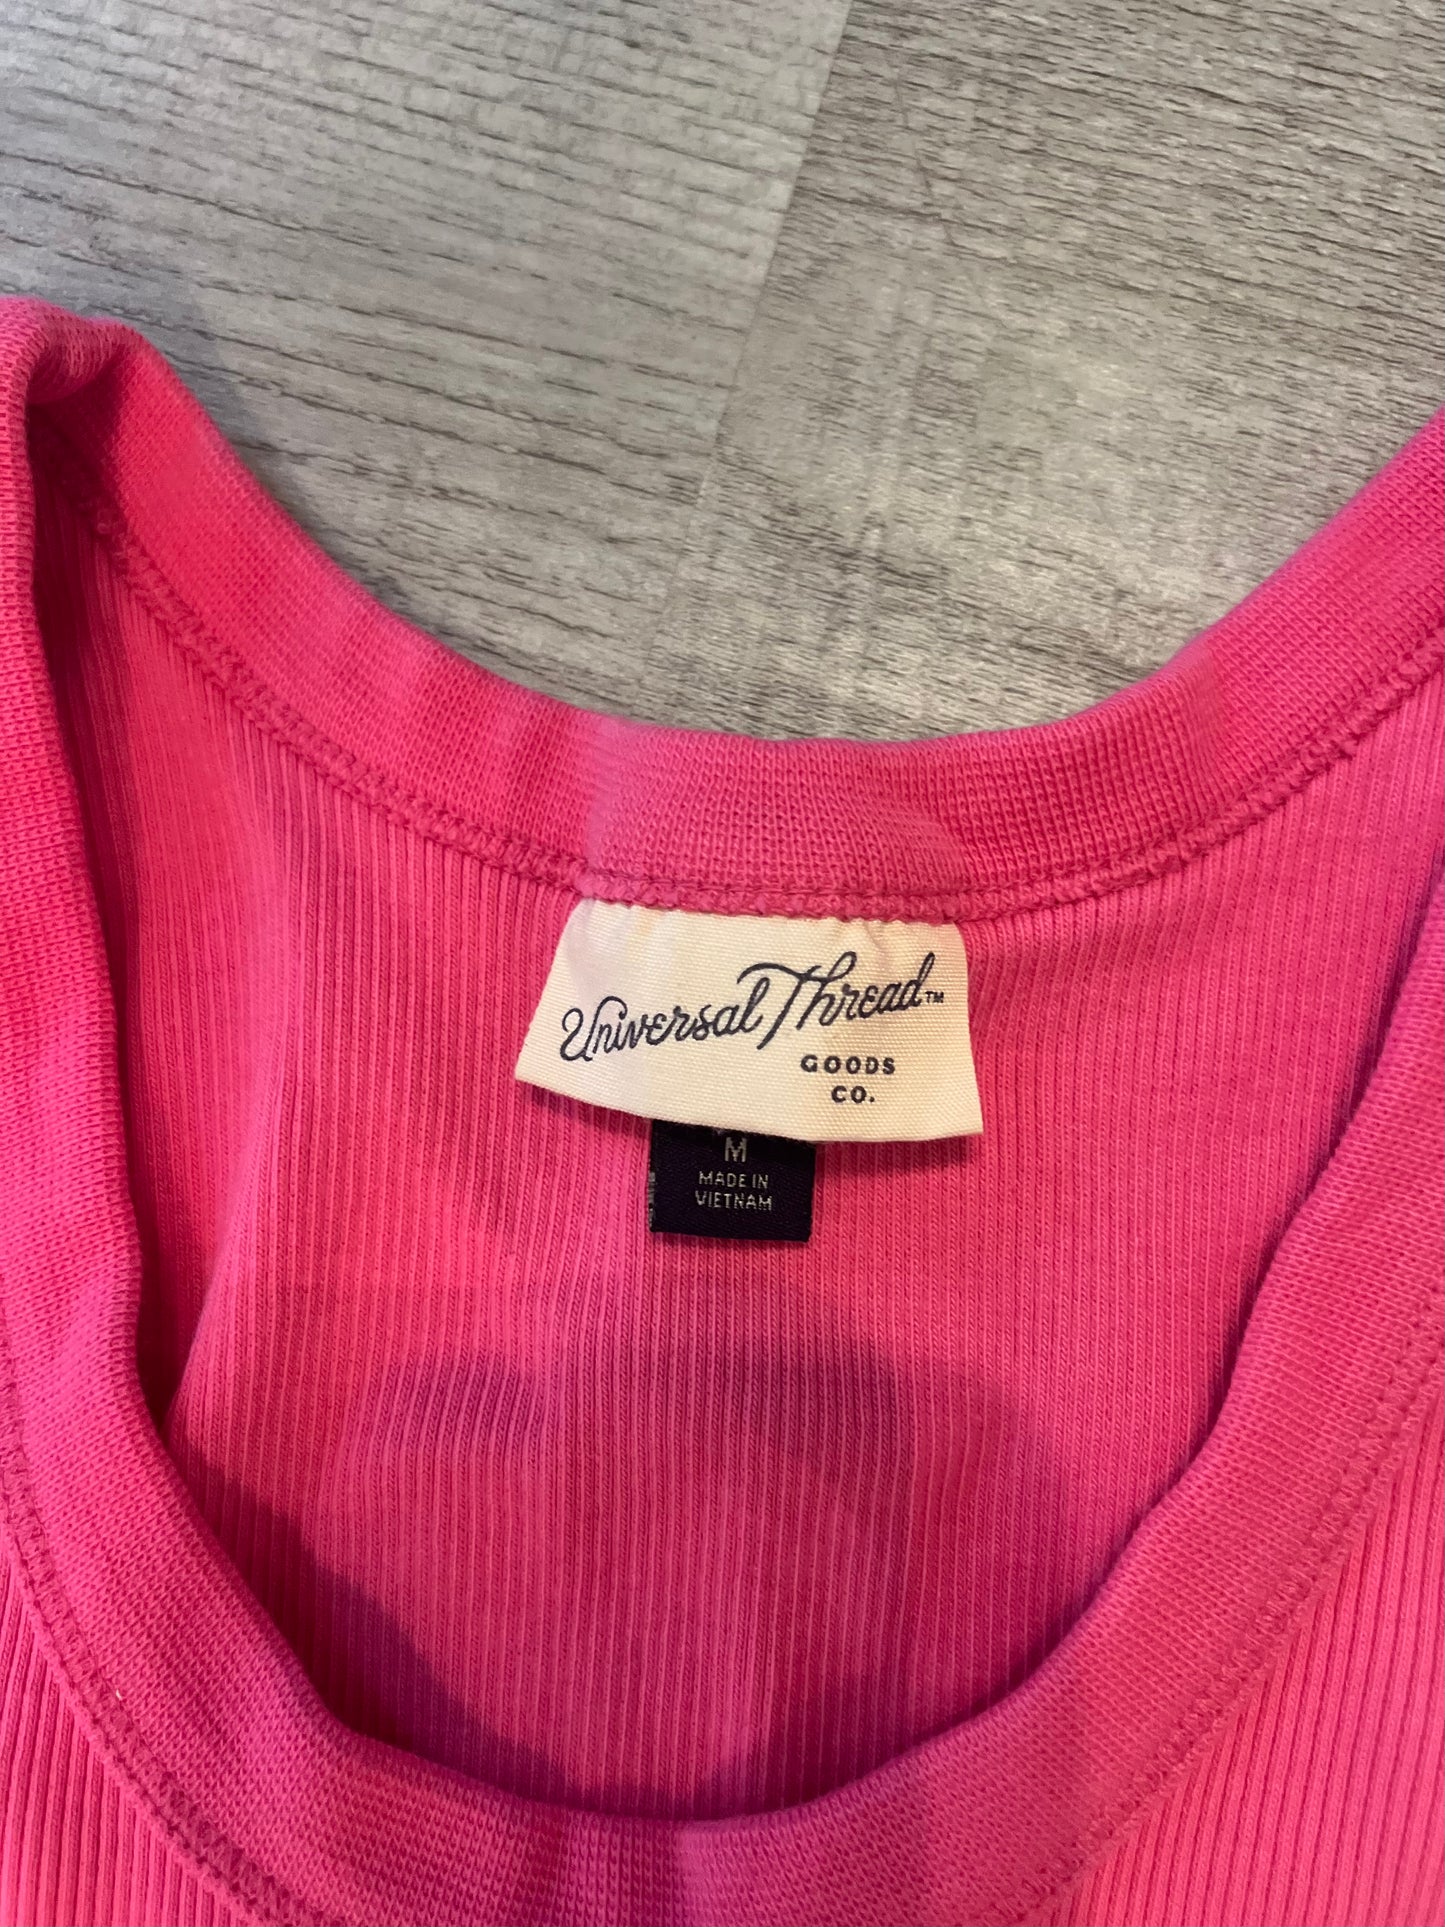 Universal Thread™
GOODS
CO.
M
MADE IN
VIETNAM